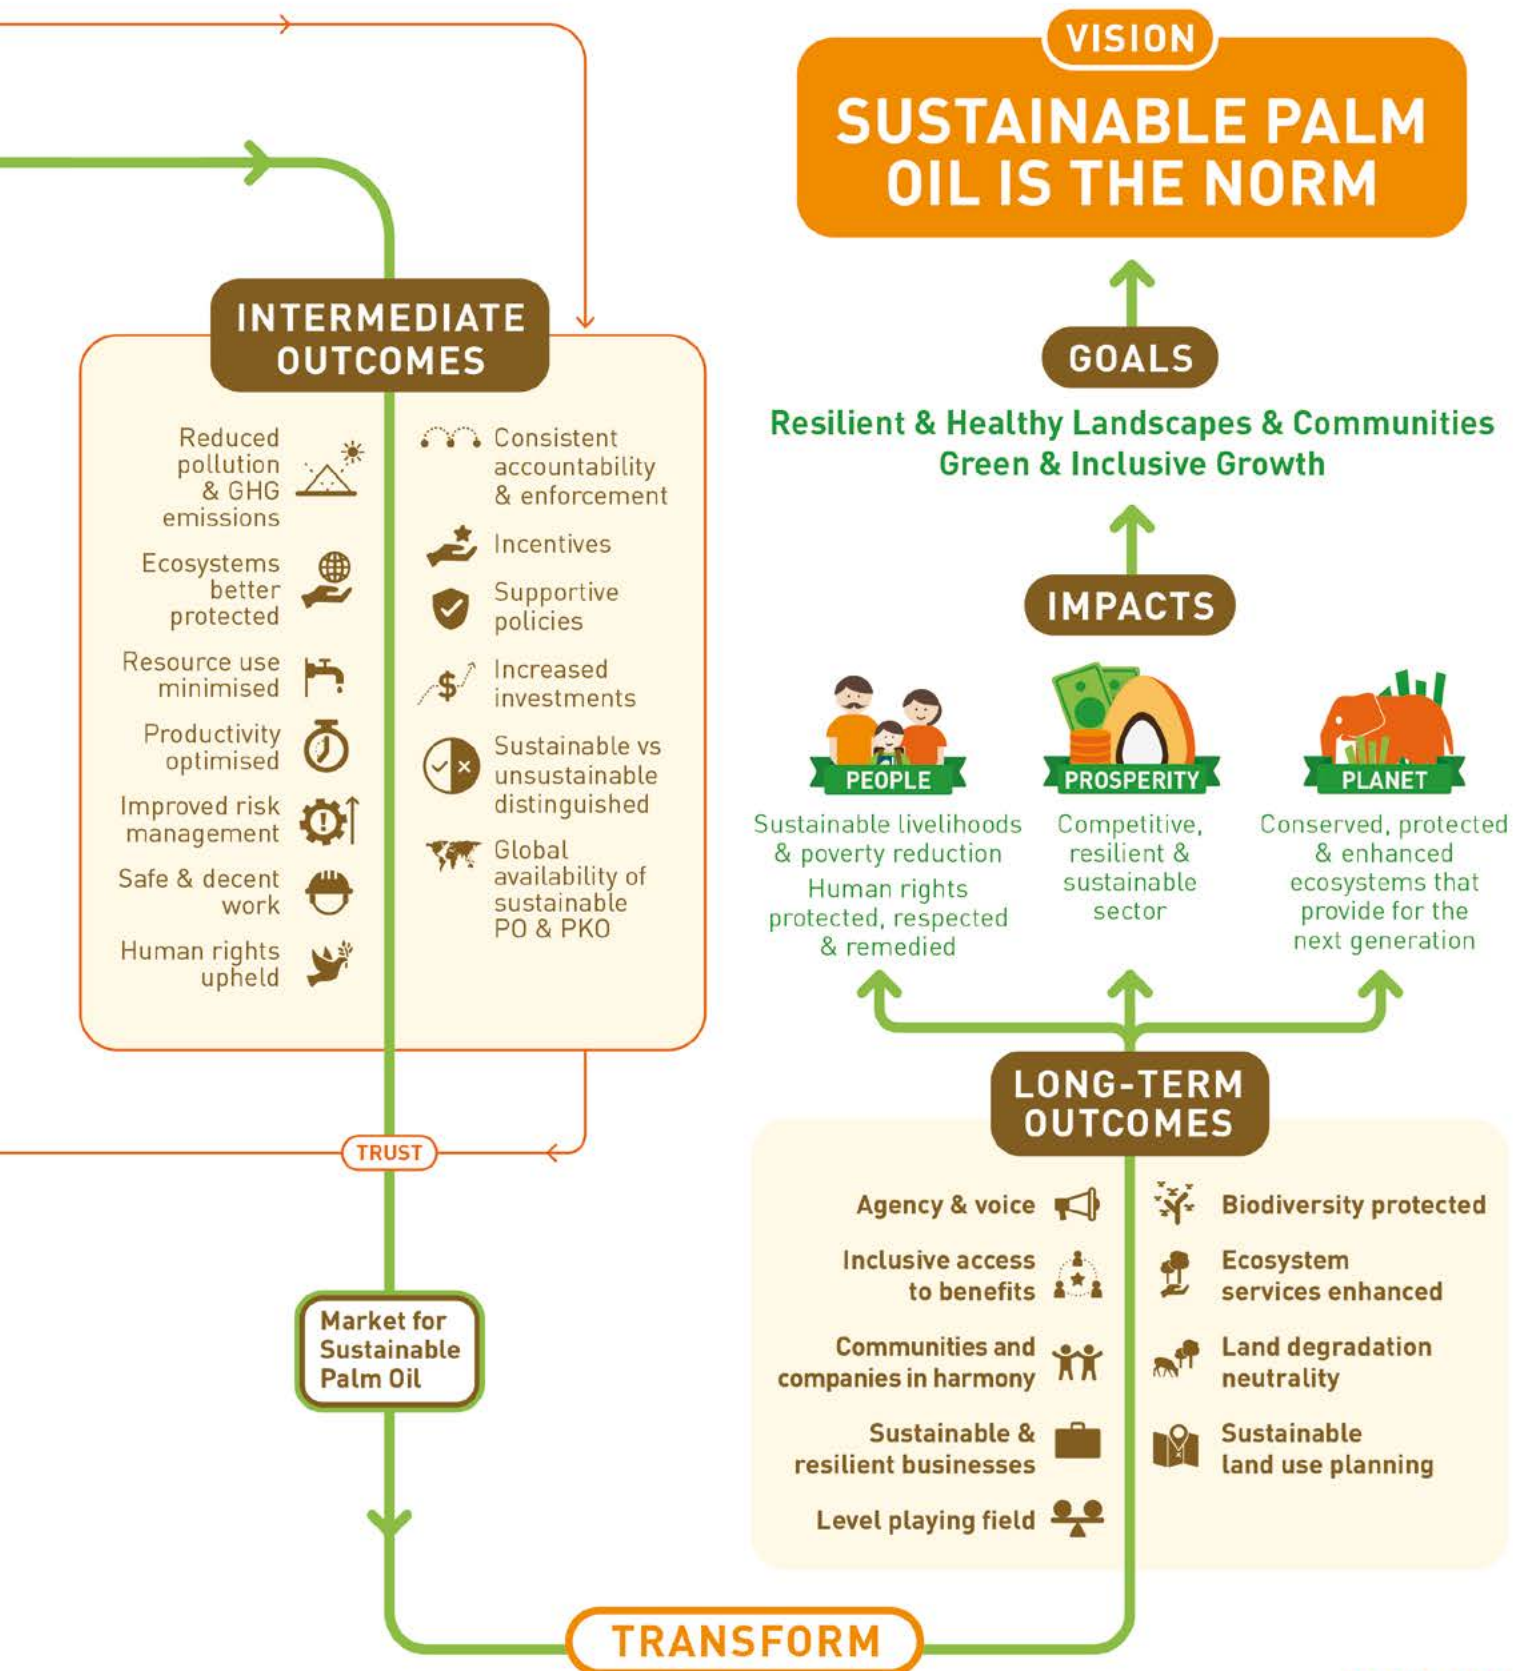 INTERMEDIATE
OUTCOMES
Reduced
pollution
& GHG
emissions
Ecosystems
better
protected
Resource use
minimised
Productivity
optimised
Improved risk
management
Safe & decent
work
Human rights
upheld
Consistent
accountability
& enforcement
Incentives
Supportive
policies
$
Increased
investments
Sustainable vs
unsustainable
distinguished
Global
availability of
sustainable
PO & PKO
TRUST
Market for
Sustainable
Palm Oil
TRANSFORM
VISION
SUSTAINABLE PALM
OIL IS THE NORM
GOALS
Resilient & Healthy Landscapes & Communities
Green & Inclusive Growth
IMPACTS
PEOPLE
Sustainable livelihoods
& poverty reduction
Human rights
protected, respected
& remedied
PROSPERITY
Competitive,
resilient &
sustainable
sector
PLANET
Conserved, protected
& enhanced
ecosystems that
provide for the
next generation
LONG-TERM
OUTCOMES
Agency & voice
Inclusive access
to benefits
Communities and
companies in harmony
Sustainable &
resilient businesses
Level playing field
Biodiversity protected
Ecosystem
services enhanced
Land degradation
neutrality
Sustainable
land use planning